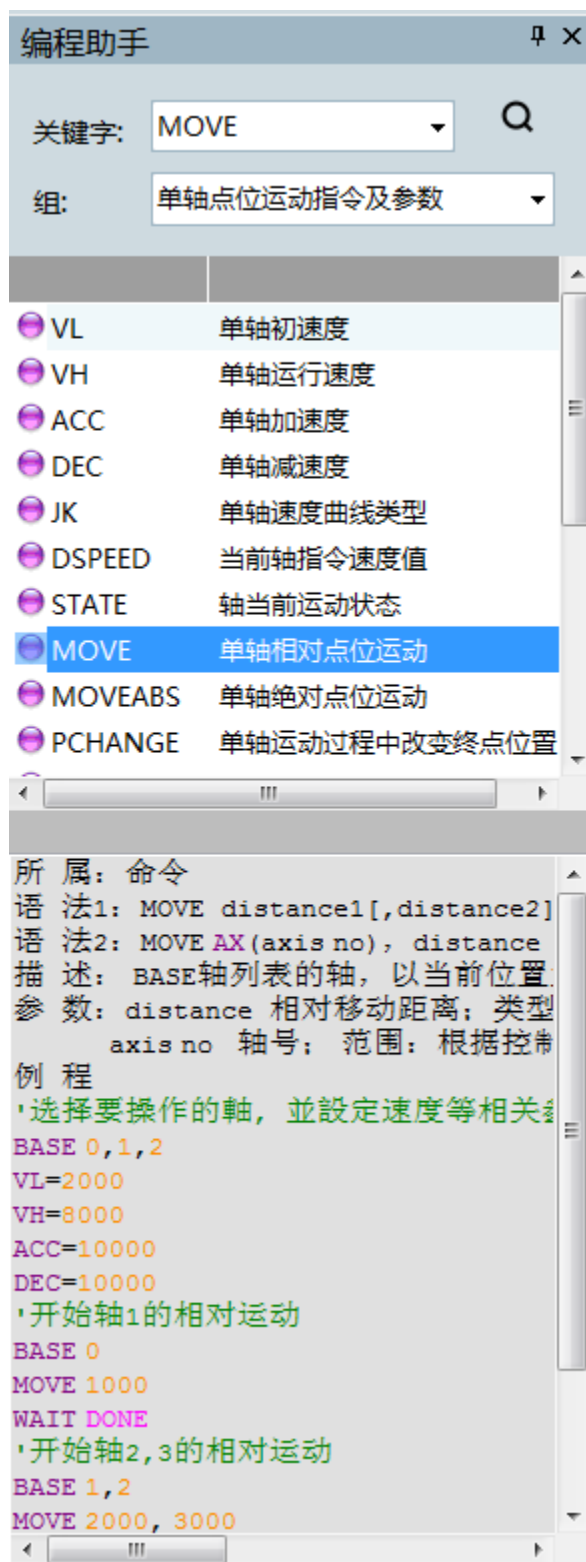 编程助手
关键字: MOVE
组: 单轴点位运动指令及参数
VL 单轴初速度
VH 单轴运行速度
ACC 单轴加速度
DEC 单轴减速度
JK 单轴速度曲线类型
DSPEED 当前轴指令速度值
STATE 轴当前运动状态
MOVE 单轴相对点位运动
MOVEABS 单轴绝对点位运动
PCHANGE 单轴运动过程中改变终点位置
所 属: 命令
语 法1: MOVE distance1[,distance2]
语 法2: MOVE AX(axis no), distance
描 述: BASE轴列表的轴, 以当前位置
参 数: distance 相对移动距离; 类型
axis no 轴号; 范围: 根据控制
例 程
'选择要操作的軸, 並設定速度等相关
BASE 0,1,2
VL=2000
VH=8000
ACC=10000
DEC=10000
'开始轴1的相对运动
BASE 0
MOVE 1000
WAIT DONE
'开始轴2,3的相对运动
BASE 1,2
MOVE 2000, 3000